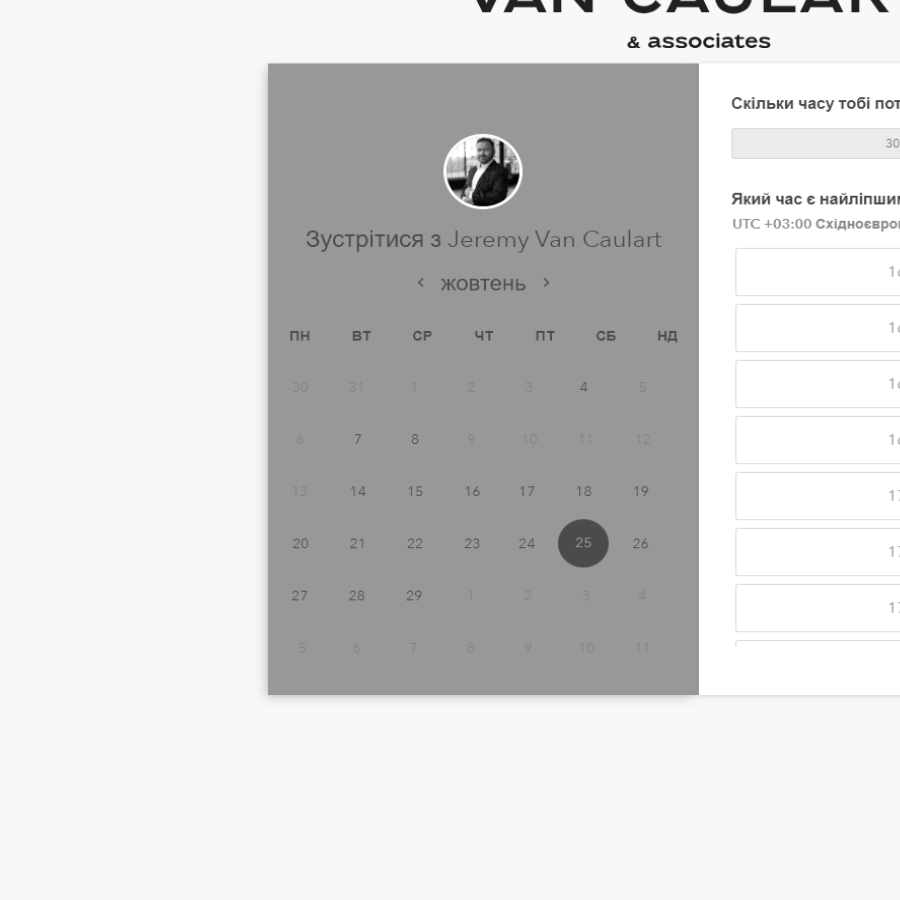 VAN CAULAR
& associates
Зустрітися з Jeremy Van Caulart
жовтень
ПН ВТ СР ЧТ ПТ СБ НД
30 31 1 2 3 4 5
6 7 8 9 10 11 12
13 14 15 16 17 18 19
20 21 22 23 24 25 26
27 28 29 1 2 3 4
5 6 7 8 9 10 11
Скільки часу тобі пот
30
Який час є найліпшим
UTC +03:00 Східноєвро
16
16
16
16
17
17
17